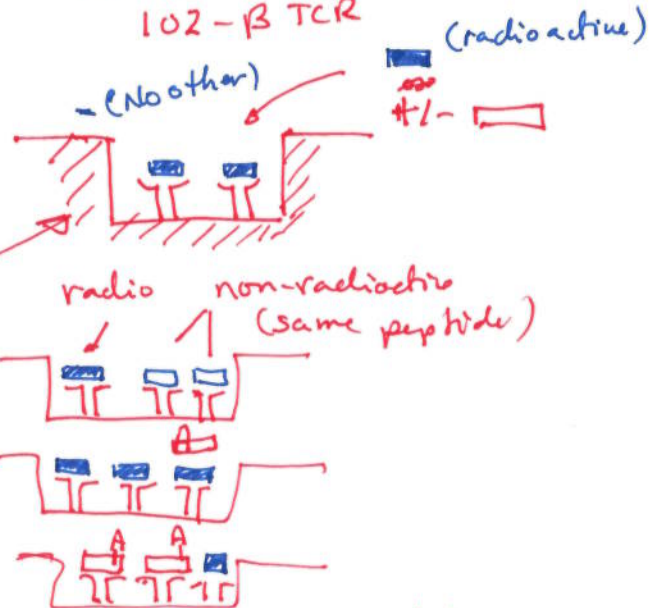 102-β TCR
(radioactive)
- (No other)
+/-
radio
non-radioactive
(same peptide)
A
A
A